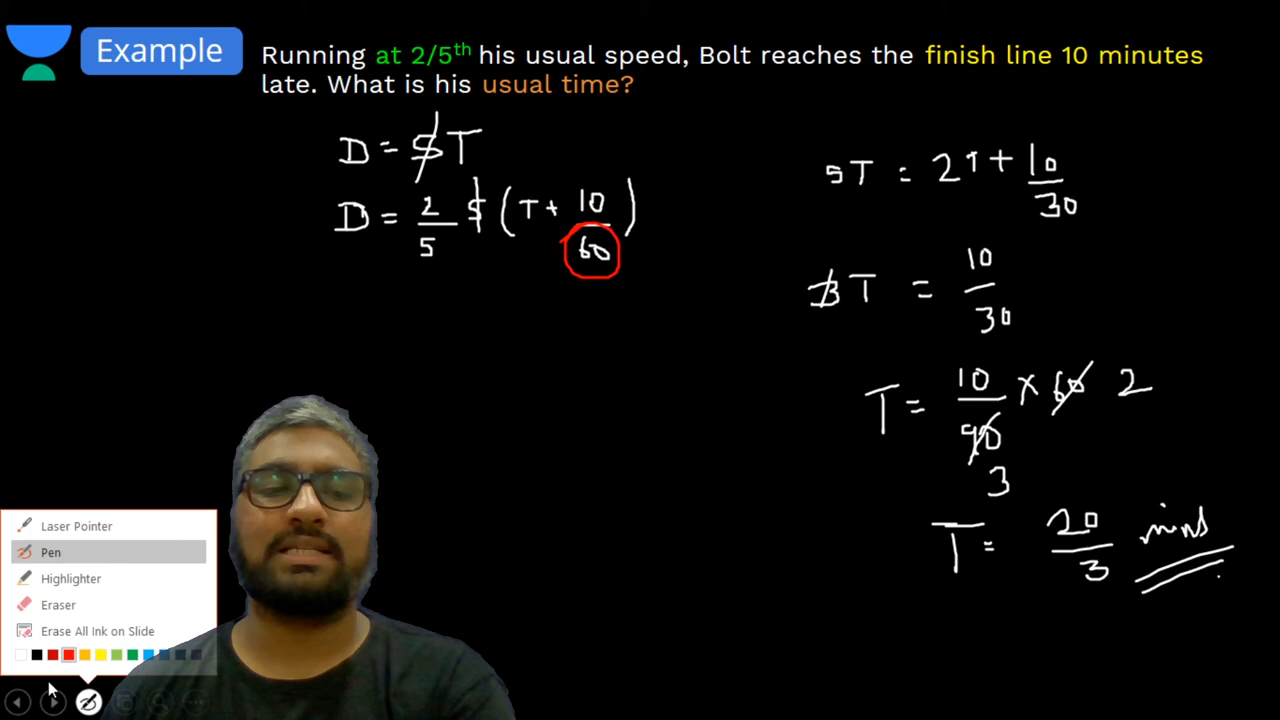 Example
Running at 2/5th his usual speed, Bolt reaches the finish line 10 minutes
late. What is his usual time?
D = S T
D = 2/5 S (T + 10/60)
5T = 2T + 10/30
3T = 10/30
T = 10/90 × 60 2
3
T = 20/3 mins
Laser Pointer
Pen
Highlighter
Eraser
Erase All Ink on Slide